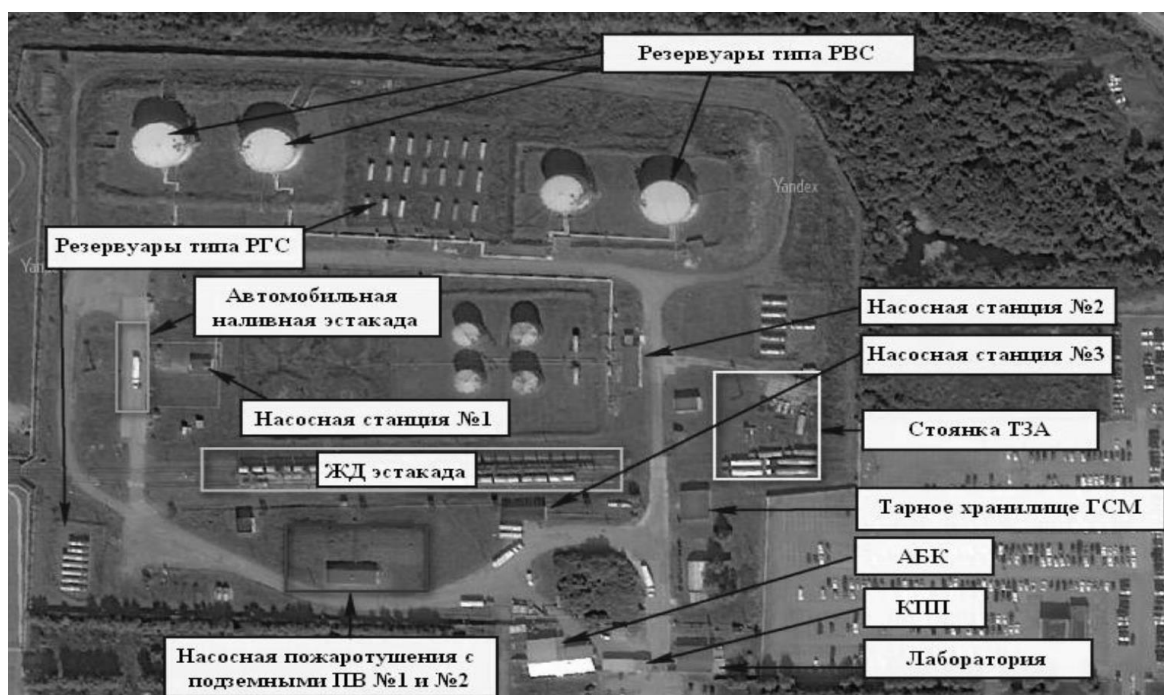 Резервуары типа РВС
Yandex
Резервуары типа РГС
Yan
Автомобильная
наливная эстакада
Насосная станция №2
Насосная станция №3
Насосная станция №1
Стоянка ТЗА
ЖД эстакада
Тарное хранилище ГСМ
АБК
КПП
Насосная пожаротушения с
подземными ПВ №1 и №2
Лаборатория